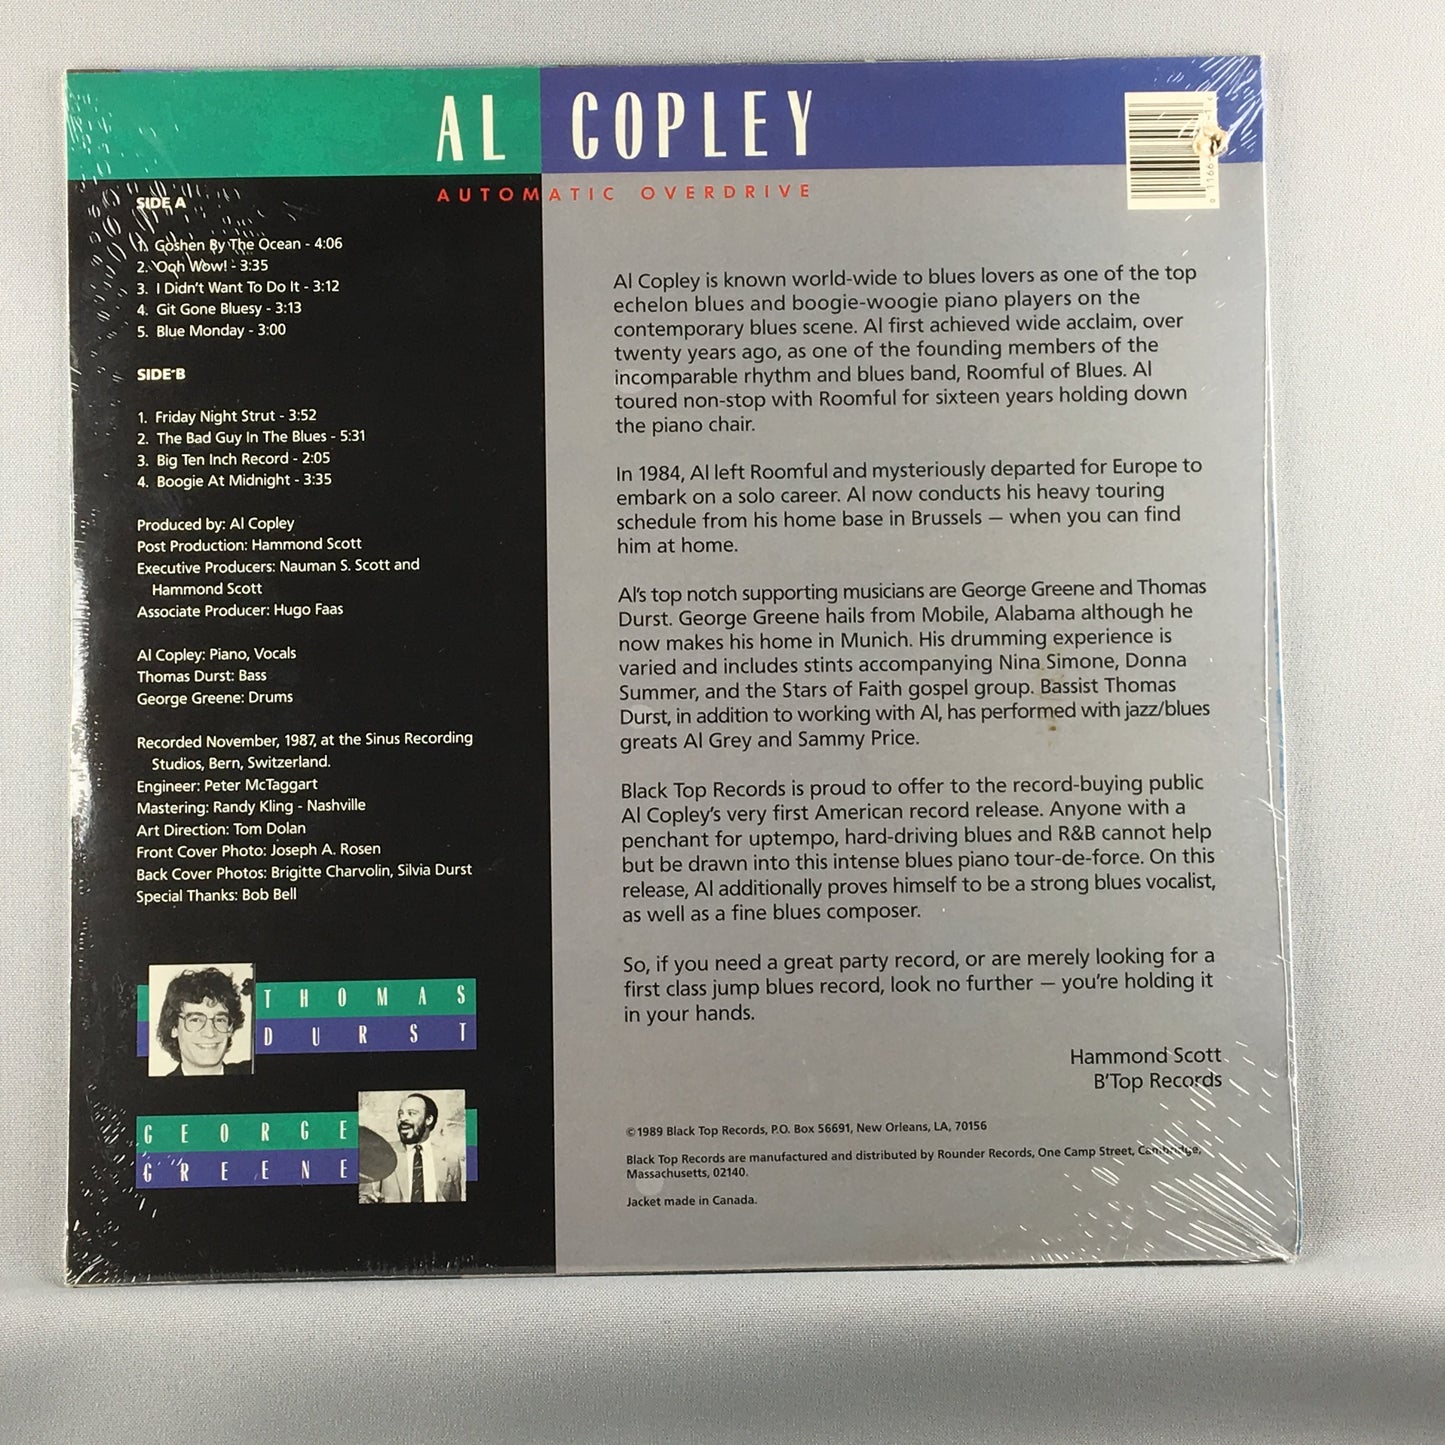 AL COPLEY
AUTOMATIC OVERDRIVE
SIDE A
1. Goshen By The Ocean - 4:06
2. Ooh Wow! - 3:35
3. I Didn't Want To Do It - 3:12
4. Git Gone Bluesy - 3:13
5. Blue Monday - 3:00
SIDE B
1. Friday Night Strut - 3:52
2. The Bad Guy In The Blues - 5:31
3. Big Ten Inch Record - 2:05
4. Boogie At Midnight - 3:35
Produced by: Al Copley
Post Production: Hammond Scott
Executive Producers: Nauman S. Scott and
Hammond Scott
Associate Producer: Hugo Faas
Al Copley: Piano, Vocals
Thomas Durst: Bass
George Greene: Drums
Recorded November, 1987, at the Sinus Recording
Studios, Bern, Switzerland.
Engineer: Peter McTaggart
Mastering: Randy Kling - Nashville
Art Direction: Tom Dolan
Front Cover Photo: Joseph A. Rosen
Back Cover Photos: Brigitte Charvolin, Silvia Durst
Special Thanks: Bob Bell
THOMAS
DURST
GEORGE
GREENE
Al Copley is known world-wide to blues lovers as one of the top
echelon blues and boogie-woogie piano players on the
contemporary blues scene. Al first achieved wide acclaim, over
twenty years ago, as one of the founding members of the
incomparable rhythm and blues band, Roomful of Blues. Al
toured non-stop with Roomful for sixteen years holding down
the piano chair.
In 1984, Al left Roomful and mysteriously departed for Europe to
embark on a solo career. Al now conducts his heavy touring
schedule from his home base in Brussels — when you can find
him at home.
Al's top notch supporting musicians are George Greene and Thomas
Durst. George Greene hails from Mobile, Alabama although he
now makes his home in Munich. His drumming experience is
varied and includes stints accompanying Nina Simone, Donna
Summer, and the Stars of Faith gospel group. Bassist Thomas
Durst, in addition to working with Al, has performed with jazz/blues
greats Al Grey and Sammy Price.
Black Top Records is proud to offer to the record-buying public
Al Copley's very first American record release. Anyone with a
penchant for uptempo, hard-driving blues and R&B cannot help
but be drawn into this intense blues piano tour-de-force. On this
release, Al additionally proves himself to be a strong blues vocalist,
as well as a fine blues composer.
So, if you need a great party record, or are merely looking for a
first class jump blues record, look no further — you're holding it
in your hands.
Hammond Scott
B'Top Records
©1989 Black Top Records, P.O. Box 56691, New Orleans, LA, 70156
Black Top Records are manufactured and distributed by Rounder Records, One Camp Street, Cambridge,
Massachusetts, 02140.
Jacket made in Canada.